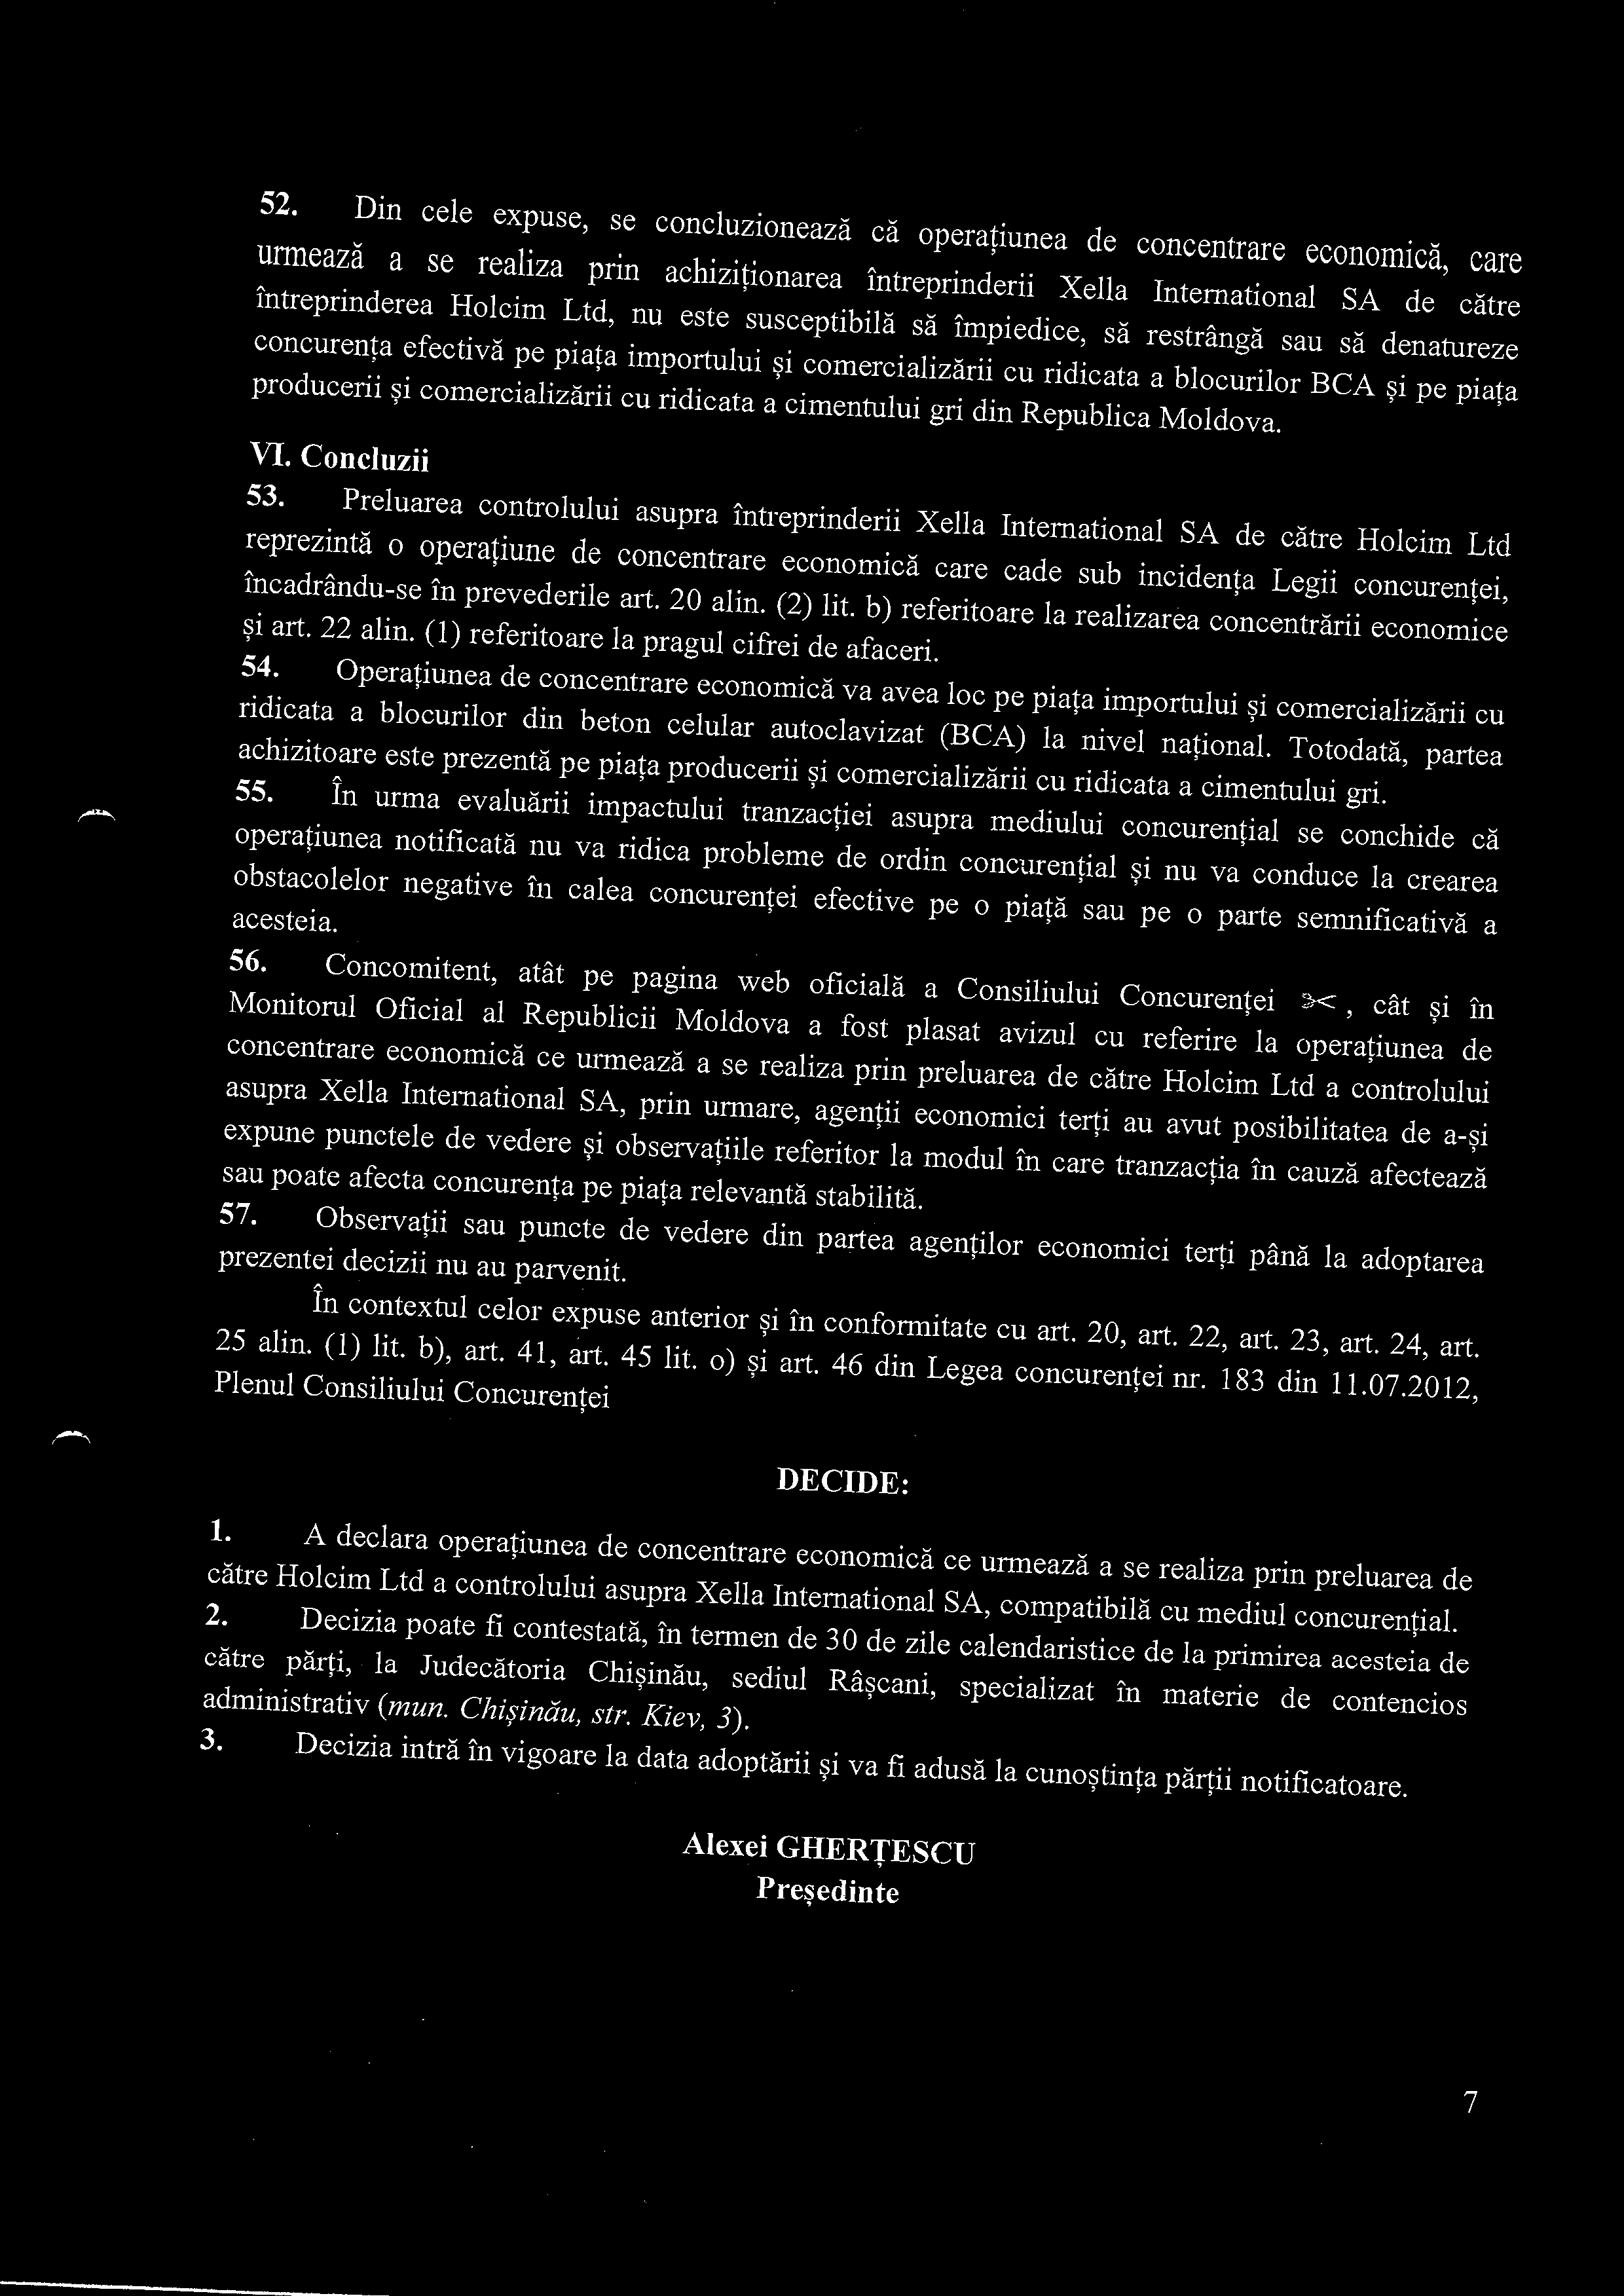 52. Din cele expuse, se concluzionează că operațiunea de concentrare economică, care
urmează a se realiza prin achiziționarea întreprinderii Xella International SA de către
întreprinderea Holcim Ltd, nu este susceptibilă să împiedice, să restrângă sau să denatureze
concurența efectivă pe piața importului și comercializării cu ridicata a blocurilor BCA și pe piața
producerii și comercializării cu ridicata a cimentului gri din Republica Moldova.
VI. Concluzii
53. Preluarea controlului asupra întreprinderii Xella International SA de către Holcim Ltd
reprezintă o operațiune de concentrare economică care cade sub incidența Legii concurenței,
încadrându-se în prevederile art. 20 alin. (2) lit. b) referitoare la realizarea concentrării economice
și art. 22 alin. (1) referitoare la pragul cifrei de afaceri.
54. Operațiunea de concentrare economică va avea loc pe piața importului și comercializării cu
ridicata a blocurilor din beton celular autoclavizat (BCA) la nivel național. Totodată, partea
achizitoare este prezentă pe piața producerii și comercializării cu ridicata a cimentului gri.
55. În urma evaluării impactului tranzacției asupra mediului concurențial se conchide că
operațiunea notificată nu va ridica probleme de ordin concurențial și nu va conduce la crearea
obstacolelor negative în calea concurenței efective pe o piață sau pe o parte semnificativă a
acesteia.
56. Concomitent, atât pe pagina web oficială a Consiliului Concurenței ✂, cât și în
Monitorul Oficial al Republicii Moldova a fost plasat avizul cu referire la operațiunea de
concentrare economică ce urmează a se realiza prin preluarea de către Holcim Ltd a controlului
asupra Xella International SA, prin urmare, agenții economici terți au avut posibilitatea de a-și
expune punctele de vedere și observațiile referitor la modul în care tranzacția în cauză afectează
sau poate afecta concurența pe piața relevantă stabilită.
57. Observații sau puncte de vedere din partea agenților economici terți până la adoptarea
prezentei decizii nu au parvenit.
În contextul celor expuse anterior și în conformitate cu art. 20, art. 22, art. 23, art. 24, art.
25 alin. (1) lit. b), art. 41, art. 45 lit. o) și art. 46 din Legea concurenței nr. 183 din 11.07.2012,
Plenul Consiliului Concurenței
DECIDE:
1. A declara operațiunea de concentrare economică ce urmează a se realiza prin preluarea de
către Holcim Ltd a controlului asupra Xella International SA, compatibilă cu mediul concurențial.
2. Decizia poate fi contestată, în termen de 30 de zile calendaristice de la primirea acesteia de
către părți, la Judecătoria Chișinău, sediul Râșcani, specializat în materie de contencios
administrativ (mun. Chișinău, str. Kiev, 3).
3. Decizia intră în vigoare la data adoptării și va fi adusă la cunoștința părții notificatoare.
Alexei GHERȚESCU
Președinte
7